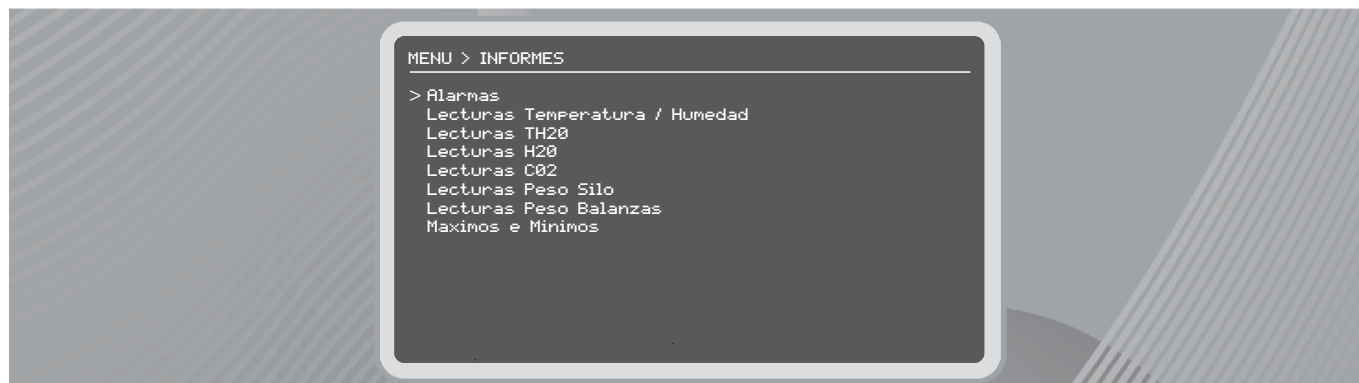 MENU > INFORMES
> Alarmas
Lecturas Temperatura / Humedad
Lecturas TH20
Lecturas H20
Lecturas C02
Lecturas Peso Silo
Lecturas Peso Balanzas
Maximos e Minimos